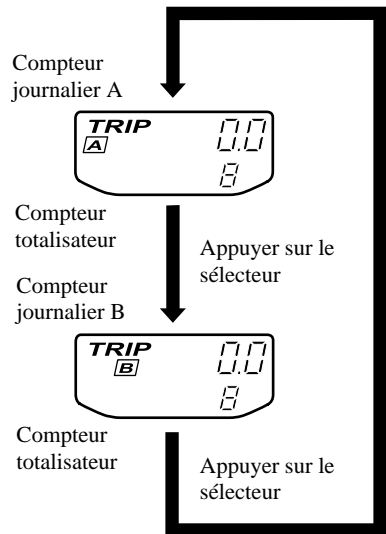 Compteur
journalier A
TRIP 0.0
A
8
Compteur
totalisateur
Appuyer sur le
sélecteur
Compteur
journalier B
TRIP 0.0
B
8
Compteur
totalisateur
Appuyer sur le
sélecteur